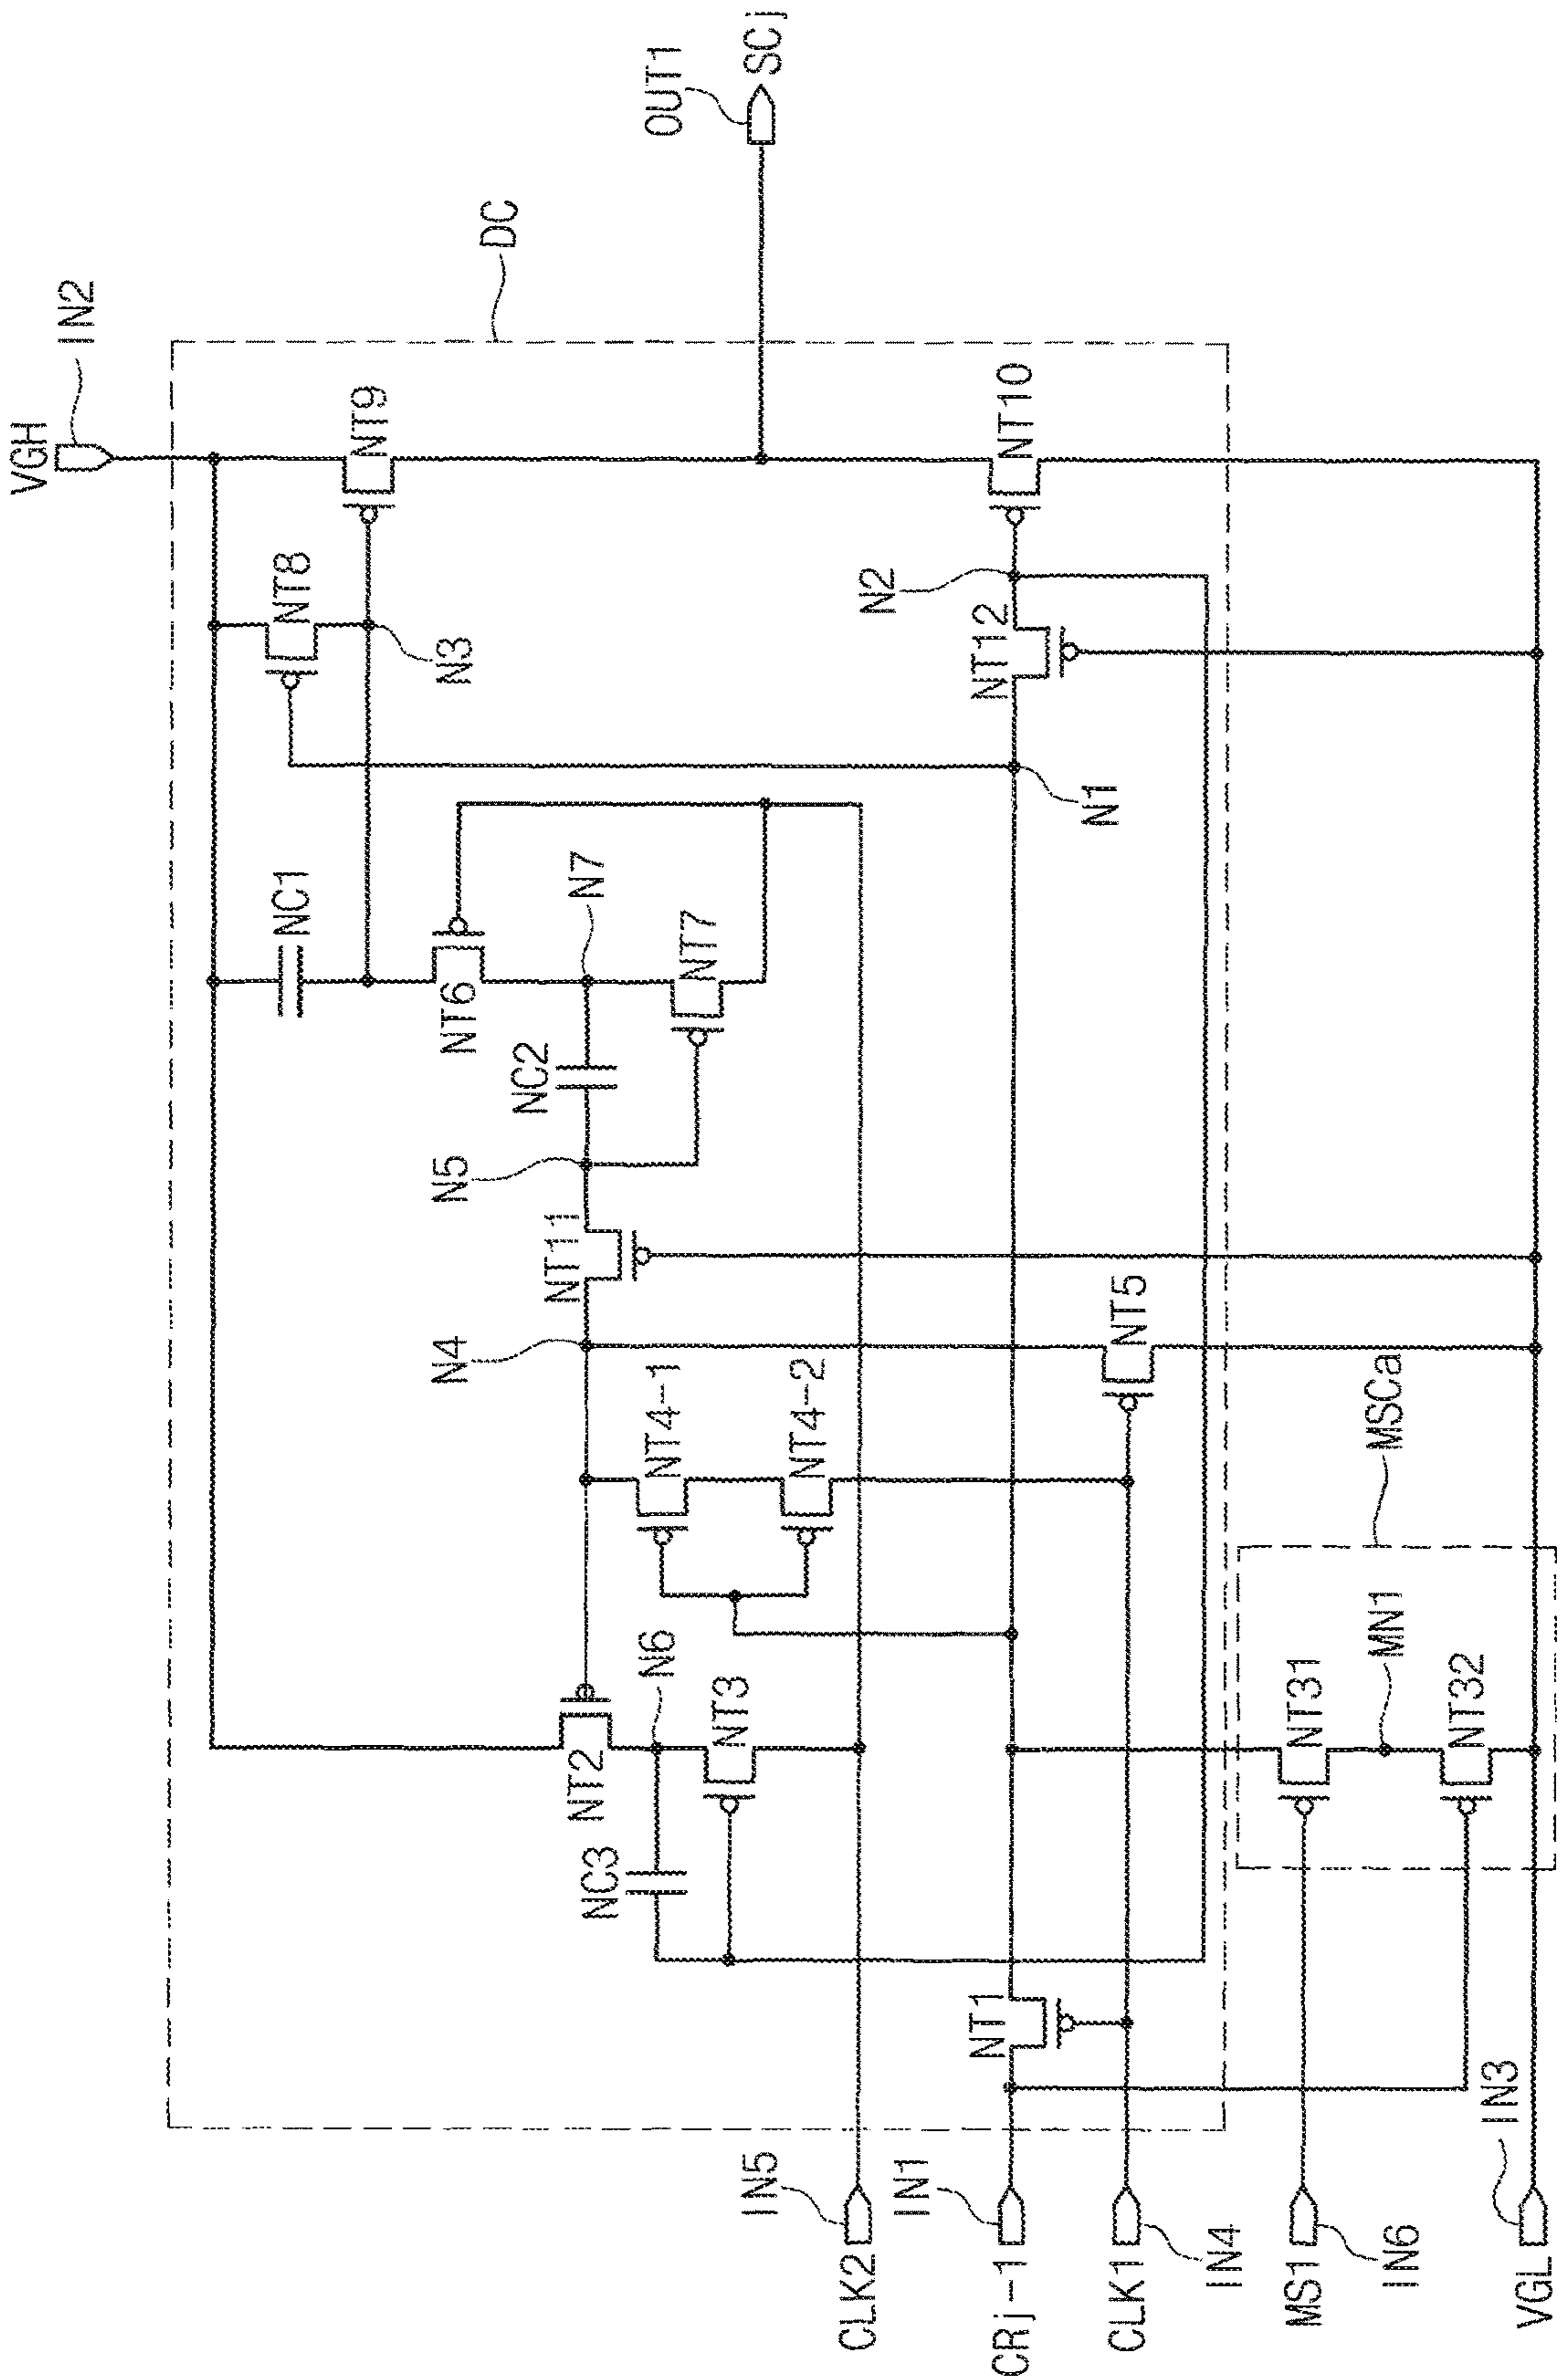 VGH
IN2
DC
OUT1
SCj
NT9
NT8
N3
NC1
NT6
N7
NT7
NC2
N5
NT11
N4
NT4-1
NT4-2
NT5
NT2
N6
NT3
NC3
NT10
N2
NT12
N1
NT1
MSCa
NT31
MN1
NT32
IN5
CLK2
IN1
CRj-1
CLK1
IN4
MS1
IN6
IN3
VGL